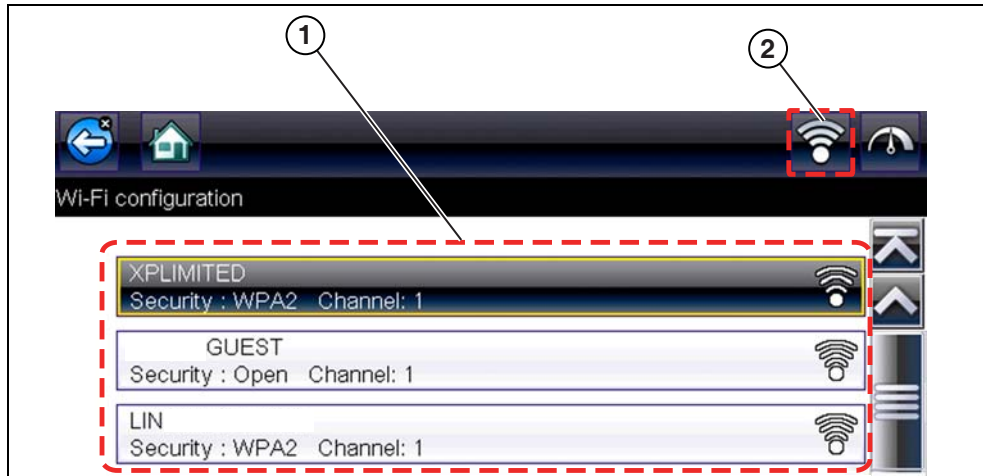 1
2
Wi-Fi configuration
XPLIMITED
Security : WPA2 Channel: 1
GUEST
Security : Open Channel: 1
LIN
Security : WPA2 Channel: 1